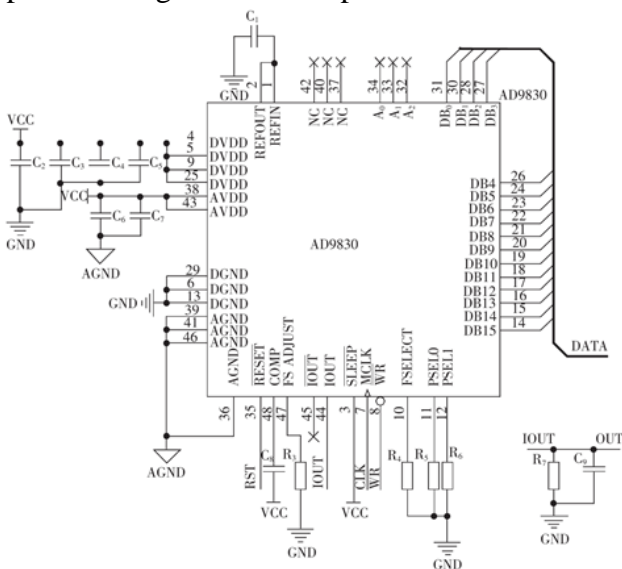 C₁
GND
2
1
42
40
37
34
33
32
31
30
28
27
REFOUT
REFIN
NC
NC
NC
A₀
A₁
A₂
DB₀
DB₁
DB₂
DB₃
AD9830
VCC
C₂
C₃
C₄
C₅
4
DVDD
5
DVDD
9
DVDD
25
DVDD
VCC
38
AVDD
43
AVDD
C₆
C₇
GND
AGND
AD9830
26
DB4
24
DB5
23
DB6
22
DB7
21
DB8
20
DB9
19
DB10
18
DB11
17
DB12
16
DB13
15
DB14
14
DB15
DATA
29
DGND
6
DGND
GND
13
DGND
39
AGND
41
AGND
46
AGND
AGND
RESET
COMP
FS ADJUST
IOUT
IOUT
SLEEP
MCLK
WR
FSELECT
PSEL0
PSEL1
36
35
48
47
45
44
3
7
8
10
11
12
AGND
RST
C₈
VCC
R₃
GND
IOUT
VCC
CLK
WR
R₄
R₅
R₆
GND
IOUT
OUT
R₇
C₉
GND